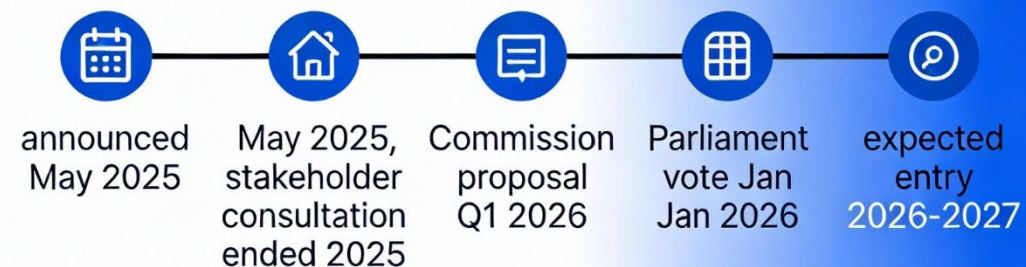 announced
May 2025
May 2025,
stakeholder
consultation
ended 2025
Commission
proposal
Q1 2026
Parliament
vote Jan
Jan 2026
expected
entry
2026-2027